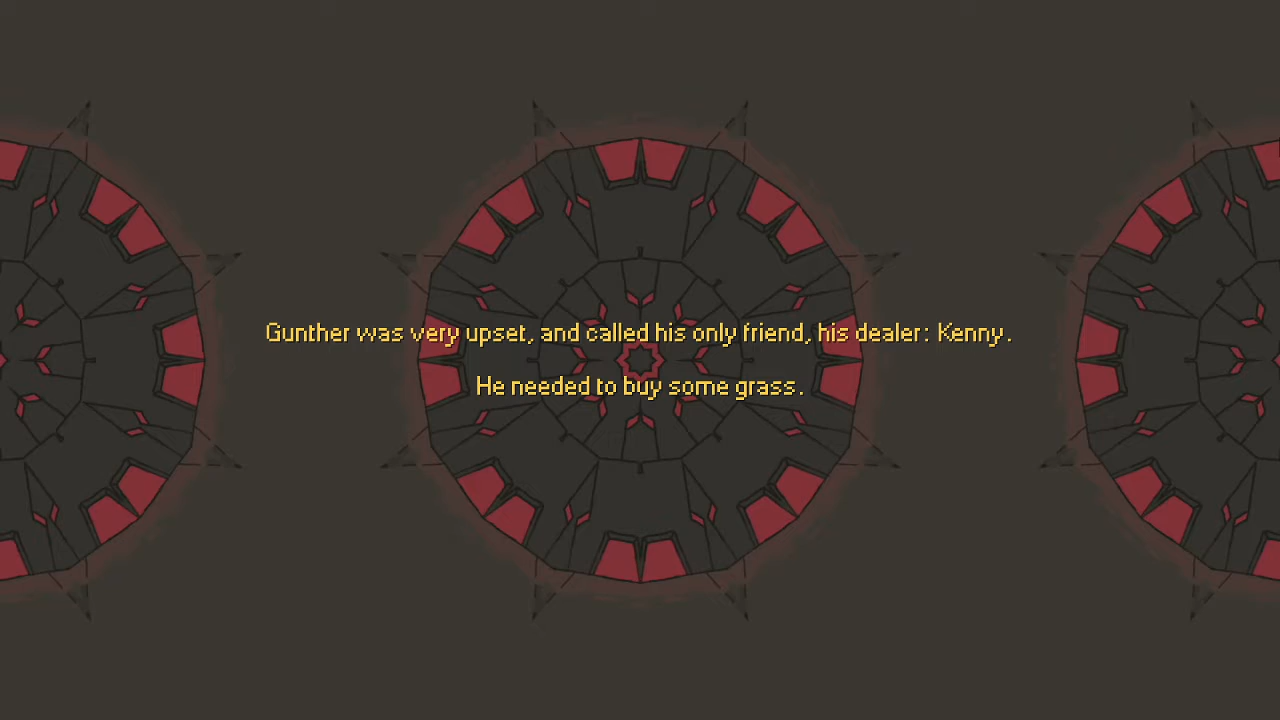 Gunther was very upset, and called his only friend, his dealer: Kenny.
He needed to buy some grass.